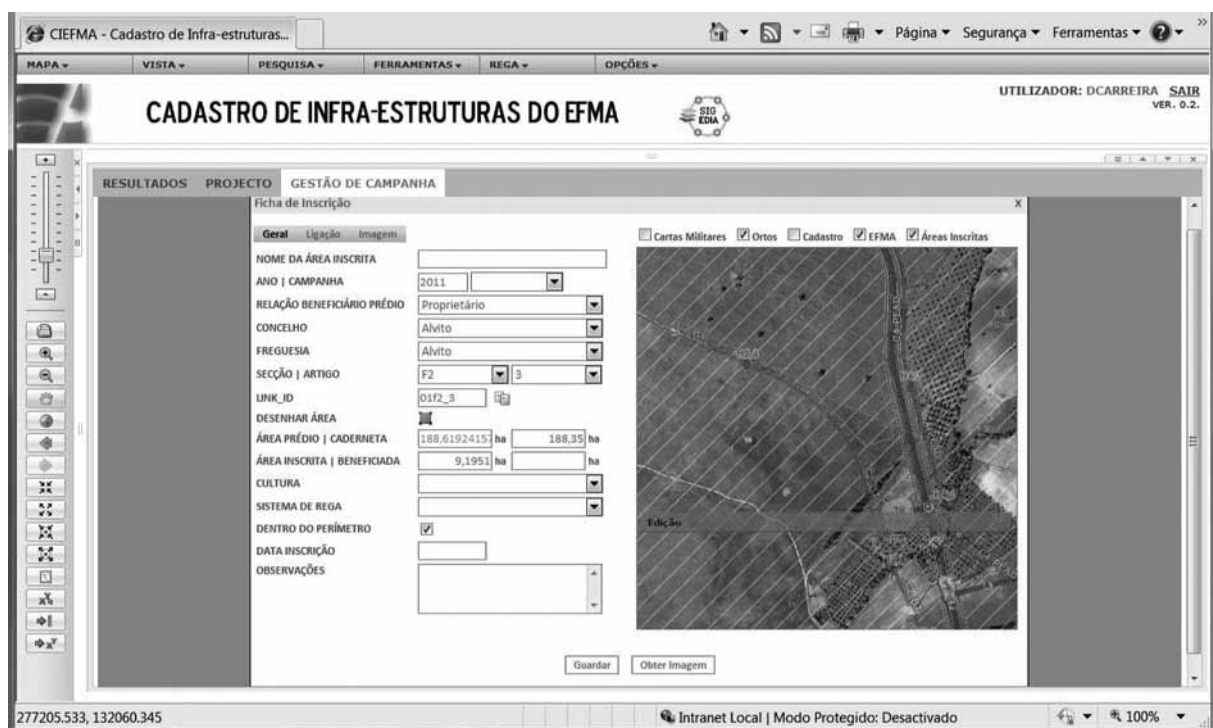 CIEFMA - Cadastro de Infra-estruturas...
Página Segurança Ferramentas
MAPA VISTA PESQUISA FERRAMENTAS REGA OPÇÕES
CADASTRO DE INFRA-ESTRUTURAS DO EFMA
SIG
EDIA
UTILIZADOR: DCARREIRA SAIR
VER. 0.2.
RESULTADOS PROJECTO GESTÃO DE CAMPANHA
Ficha de Inscrição X
Geral Ligação Imagem
Cartas Militares Ortos Cadastro EFMA Áreas Inscritas
NOME DA ÁREA INSCRITA
ANO | CAMPANHA 2011
RELAÇÃO BENEFICIÁRIO PRÉDIO Proprietário
CONCELHO Alvito
FREGUESIA Alvito
SECÇÃO | ARTIGO F2 3
LINK_ID 01f2_3
DESENHAR ÁREA
ÁREA PRÉDIO | CADERNETA 188,61924157 ha 188,35 ha
ÁREA INSCRITA | BENEFICIADA 9,1951 ha ha
CULTURA
SISTEMA DE REGA
DENTRO DO PERÍMETRO
DATA INSCRIÇÃO
OBSERVAÇÕES
Edição
Guardar Obter Imagem
277205.533, 132060.345
Intranet Local | Modo Protegido: Desactivado
100%